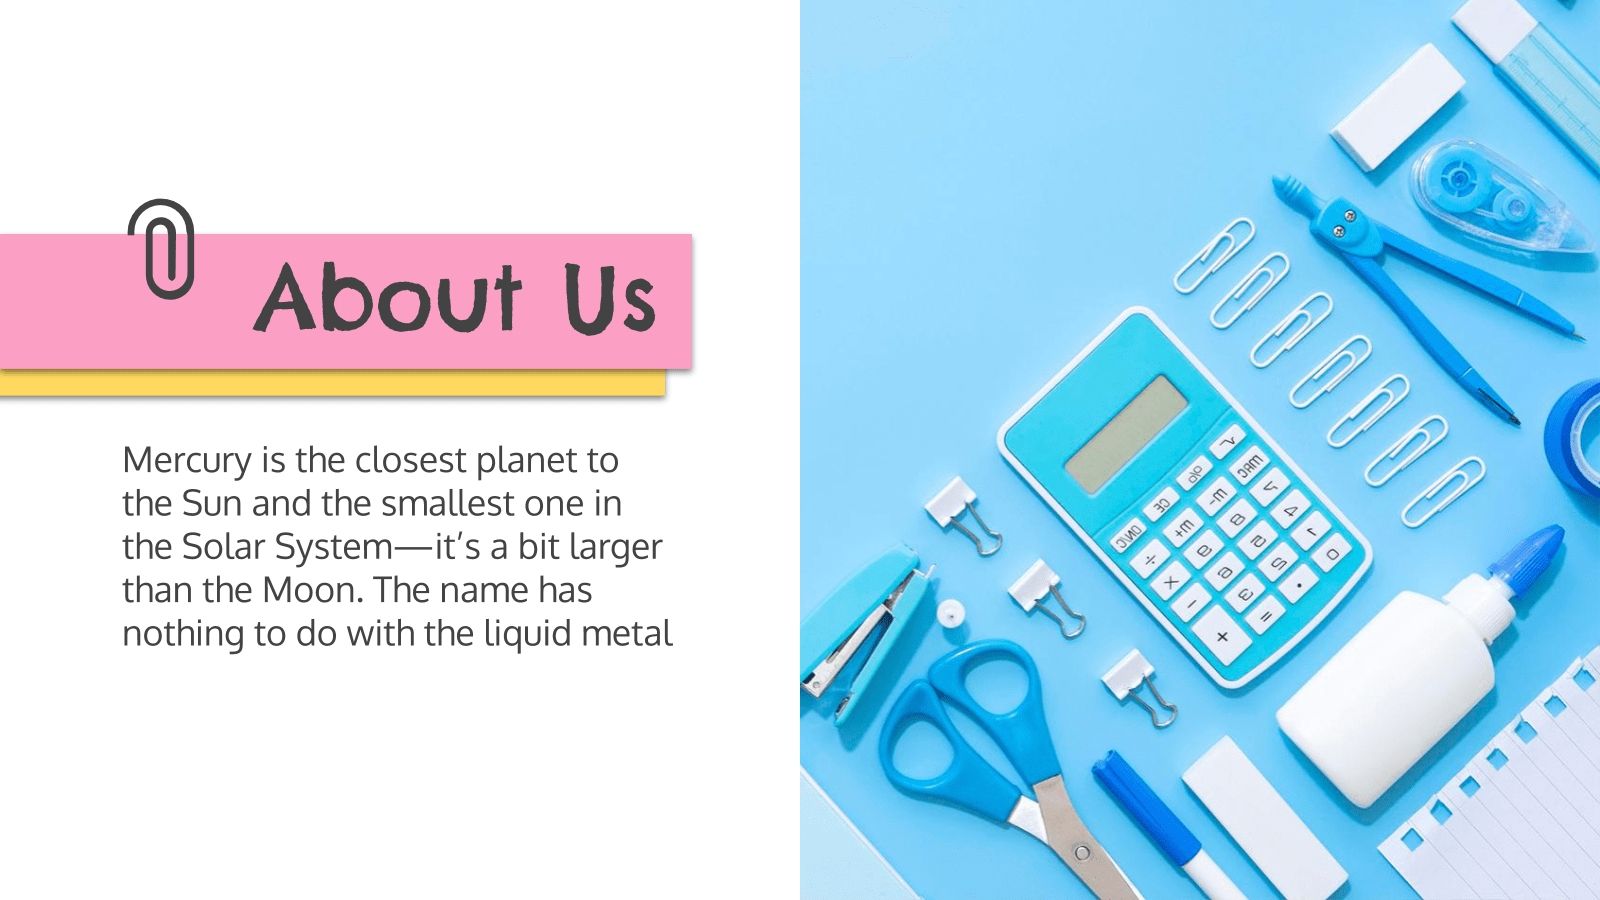 About Us
Mercury is the closest planet to
the Sun and the smallest one in
the Solar System—it’s a bit larger
than the Moon. The name has
nothing to do with the liquid metal